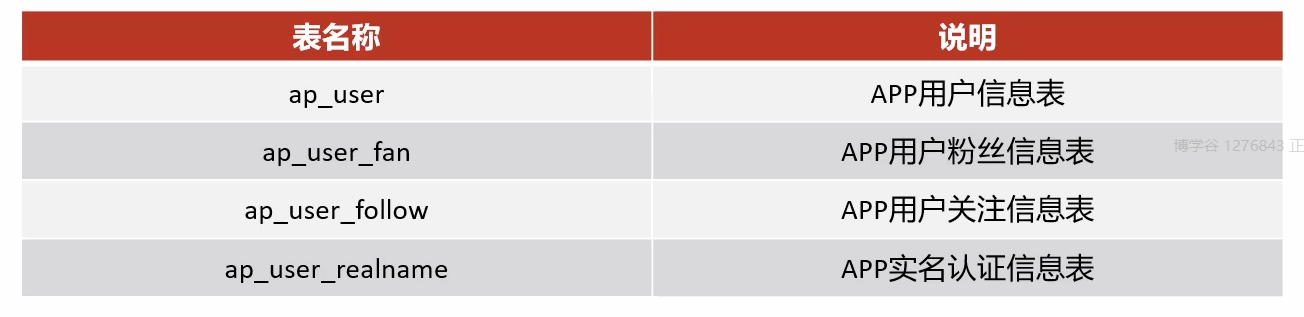 表名称 说明
ap_user APP用户信息表
ap_user_fan APP用户粉丝信息表
博学谷 1276843 正
ap_user_follow APP用户关注信息表
ap_user_realname APP实名认证信息表